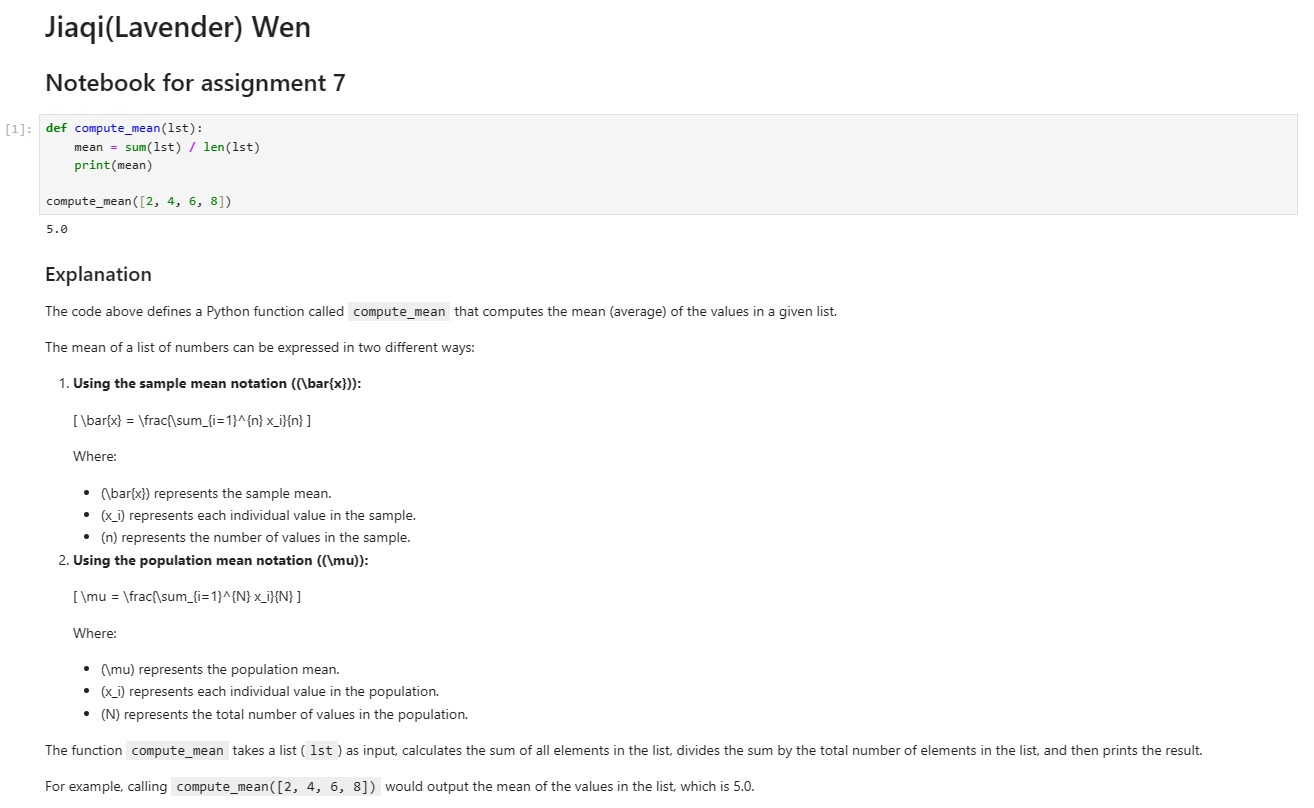 Jiaqi(Lavender) Wen
Notebook for assignment 7
[1]:
def compute_mean(lst):
    mean = sum(lst) / len(lst)
    print(mean)

compute_mean([2, 4, 6, 8])
5.0
Explanation
The code above defines a Python function called compute_mean that computes the mean (average) of the values in a given list.
The mean of a list of numbers can be expressed in two different ways:
1. Using the sample mean notation ((\bar{x})):
[ \bar{x} = \frac{\sum_{i=1}^{n} x_i}{n} ]
Where:
• (\bar{x}) represents the sample mean.
• (x_i) represents each individual value in the sample.
• (n) represents the number of values in the sample.
2. Using the population mean notation ((\mu)):
[ \mu = \frac{\sum_{i=1}^{N} x_i}{N} ]
Where:
• (\mu) represents the population mean.
• (x_i) represents each individual value in the population.
• (N) represents the total number of values in the population.
The function compute_mean takes a list ( lst ) as input, calculates the sum of all elements in the list, divides the sum by the total number of elements in the list, and then prints the result.
For example, calling compute_mean([2, 4, 6, 8]) would output the mean of the values in the list, which is 5.0.